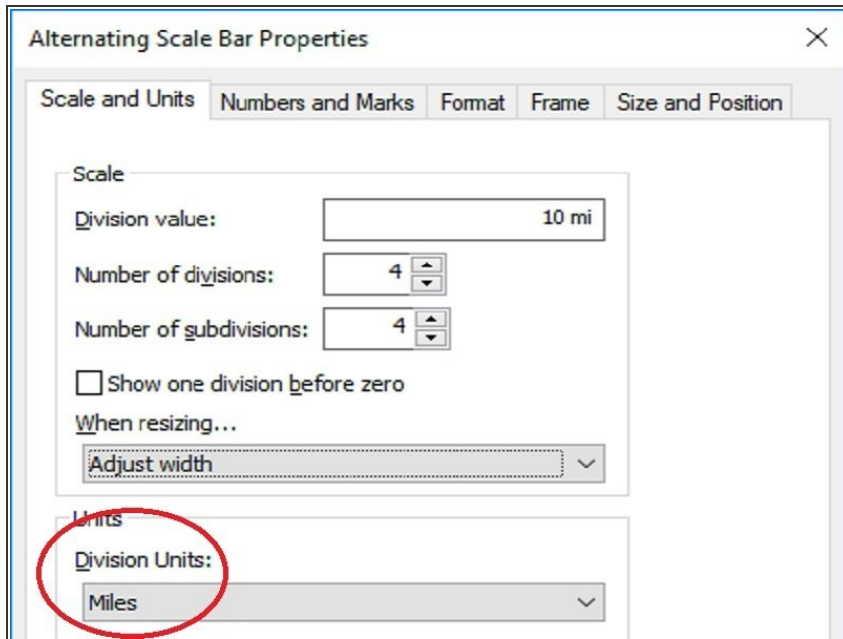 Alternating Scale Bar Properties
Scale and Units Numbers and Marks Format Frame Size and Position
Scale
Division value: 10 mi
Number of divisions: 4
Number of subdivisions: 4
Show one division before zero
When resizing...
Adjust width
Units
Division Units:
Miles